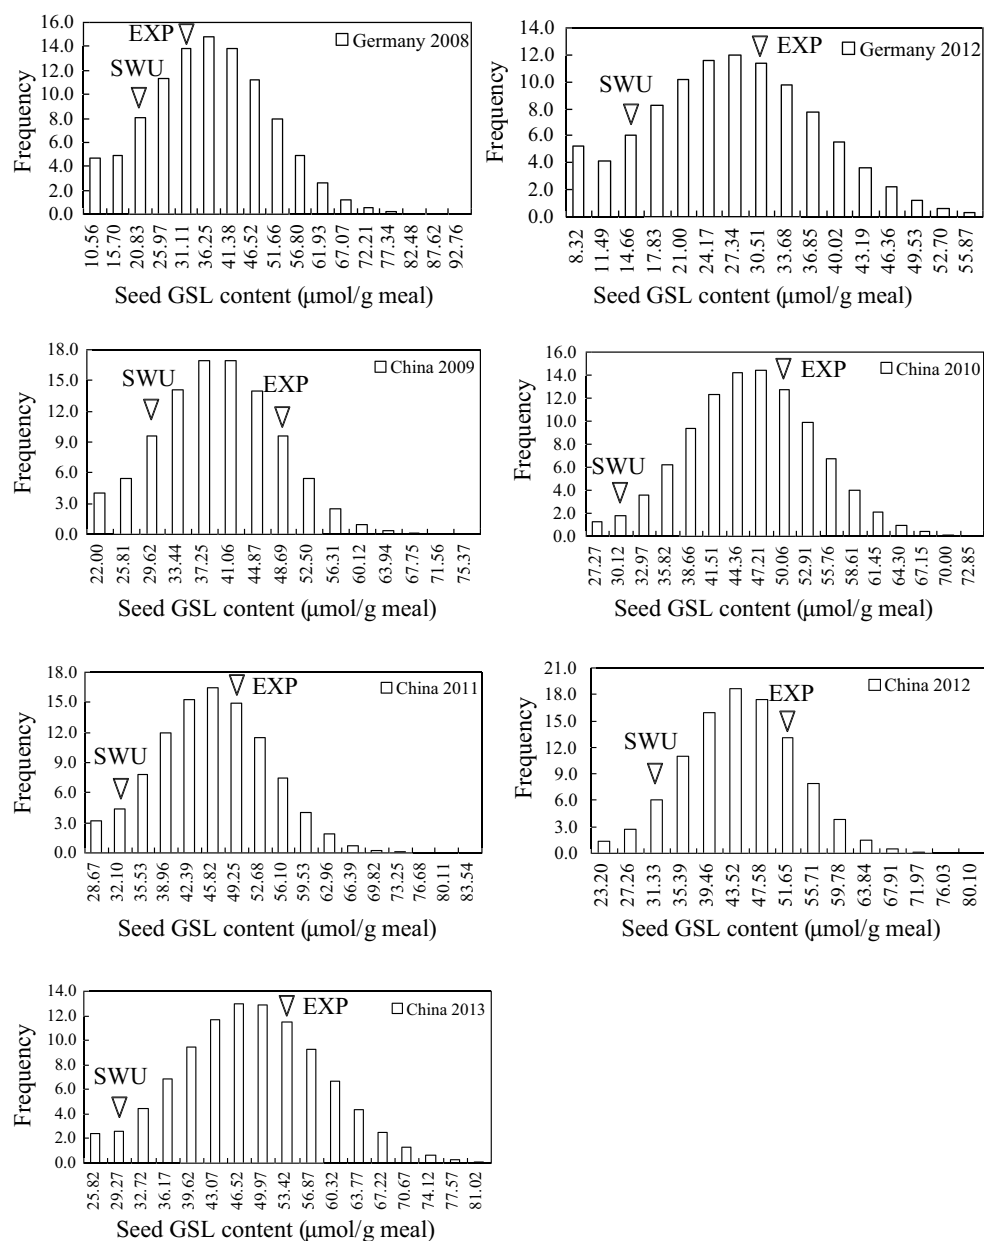 Germany 2008
EXP
SWU
Frequency
16.0
14.0
12.0
10.0
8.0
6.0
4.0
2.0
0.0
10.56 15.70 20.83 25.97 31.11 36.25 41.38 46.52 51.66 56.80 61.93 67.07 72.21 77.34 82.48 87.62 92.76
Seed GSL content (μmol/g meal)
Germany 2012
EXP
SWU
Frequency
14.0
12.0
10.0
8.0
6.0
4.0
2.0
0.0
8.32 11.49 14.66 17.83 21.00 24.17 27.34 30.51 33.68 36.85 40.02 43.19 46.36 49.53 52.70 55.87
Seed GSL content (μmol/g meal)
China 2009
SWU
EXP
Frequency
18.0
15.0
12.0
9.0
6.0
3.0
0.0
22.00 25.81 29.62 33.44 37.25 41.06 44.87 48.69 52.50 56.31 60.12 63.94 67.75 71.56 75.37
Seed GSL content (μmol/g meal)
China 2010
EXP
SWU
Frequency
16.0
14.0
12.0
10.0
8.0
6.0
4.0
2.0
0.0
27.27 30.12 32.97 35.82 38.66 41.51 44.36 47.21 50.06 52.91 55.76 58.61 61.45 64.30 67.15 70.00 72.85
Seed GSL content (μmol/g meal)
China 2011
EXP
SWU
Frequency
18.0
15.0
12.0
9.0
6.0
3.0
0.0
28.67 32.10 35.53 38.96 42.39 45.82 49.25 52.68 56.10 59.53 62.96 66.39 69.82 73.25 76.68 80.11 83.54
Seed GSL content (μmol/g meal)
China 2012
EXP
SWU
Frequency
21.0
18.0
15.0
12.0
9.0
6.0
3.0
0.0
23.20 27.26 31.33 35.39 39.46 43.52 47.58 51.65 55.71 59.78 63.84 67.91 71.97 76.03 80.10
Seed GSL content (μmol/g meal)
China 2013
EXP
SWU
Frequency
14.0
12.0
10.0
8.0
6.0
4.0
2.0
0.0
25.82 29.27 32.72 36.17 39.62 43.07 46.52 49.97 53.42 56.87 60.32 63.77 67.22 70.67 74.12 77.57 81.02
Seed GSL content (μmol/g meal)